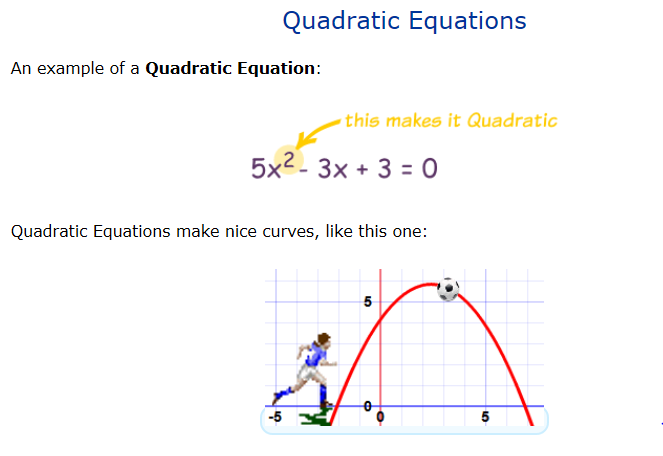 Quadratic Equations
An example of a Quadratic Equation:
this makes it Quadratic
5x² - 3x + 3 = 0
Quadratic Equations make nice curves, like this one:
5
0
-5 0 5